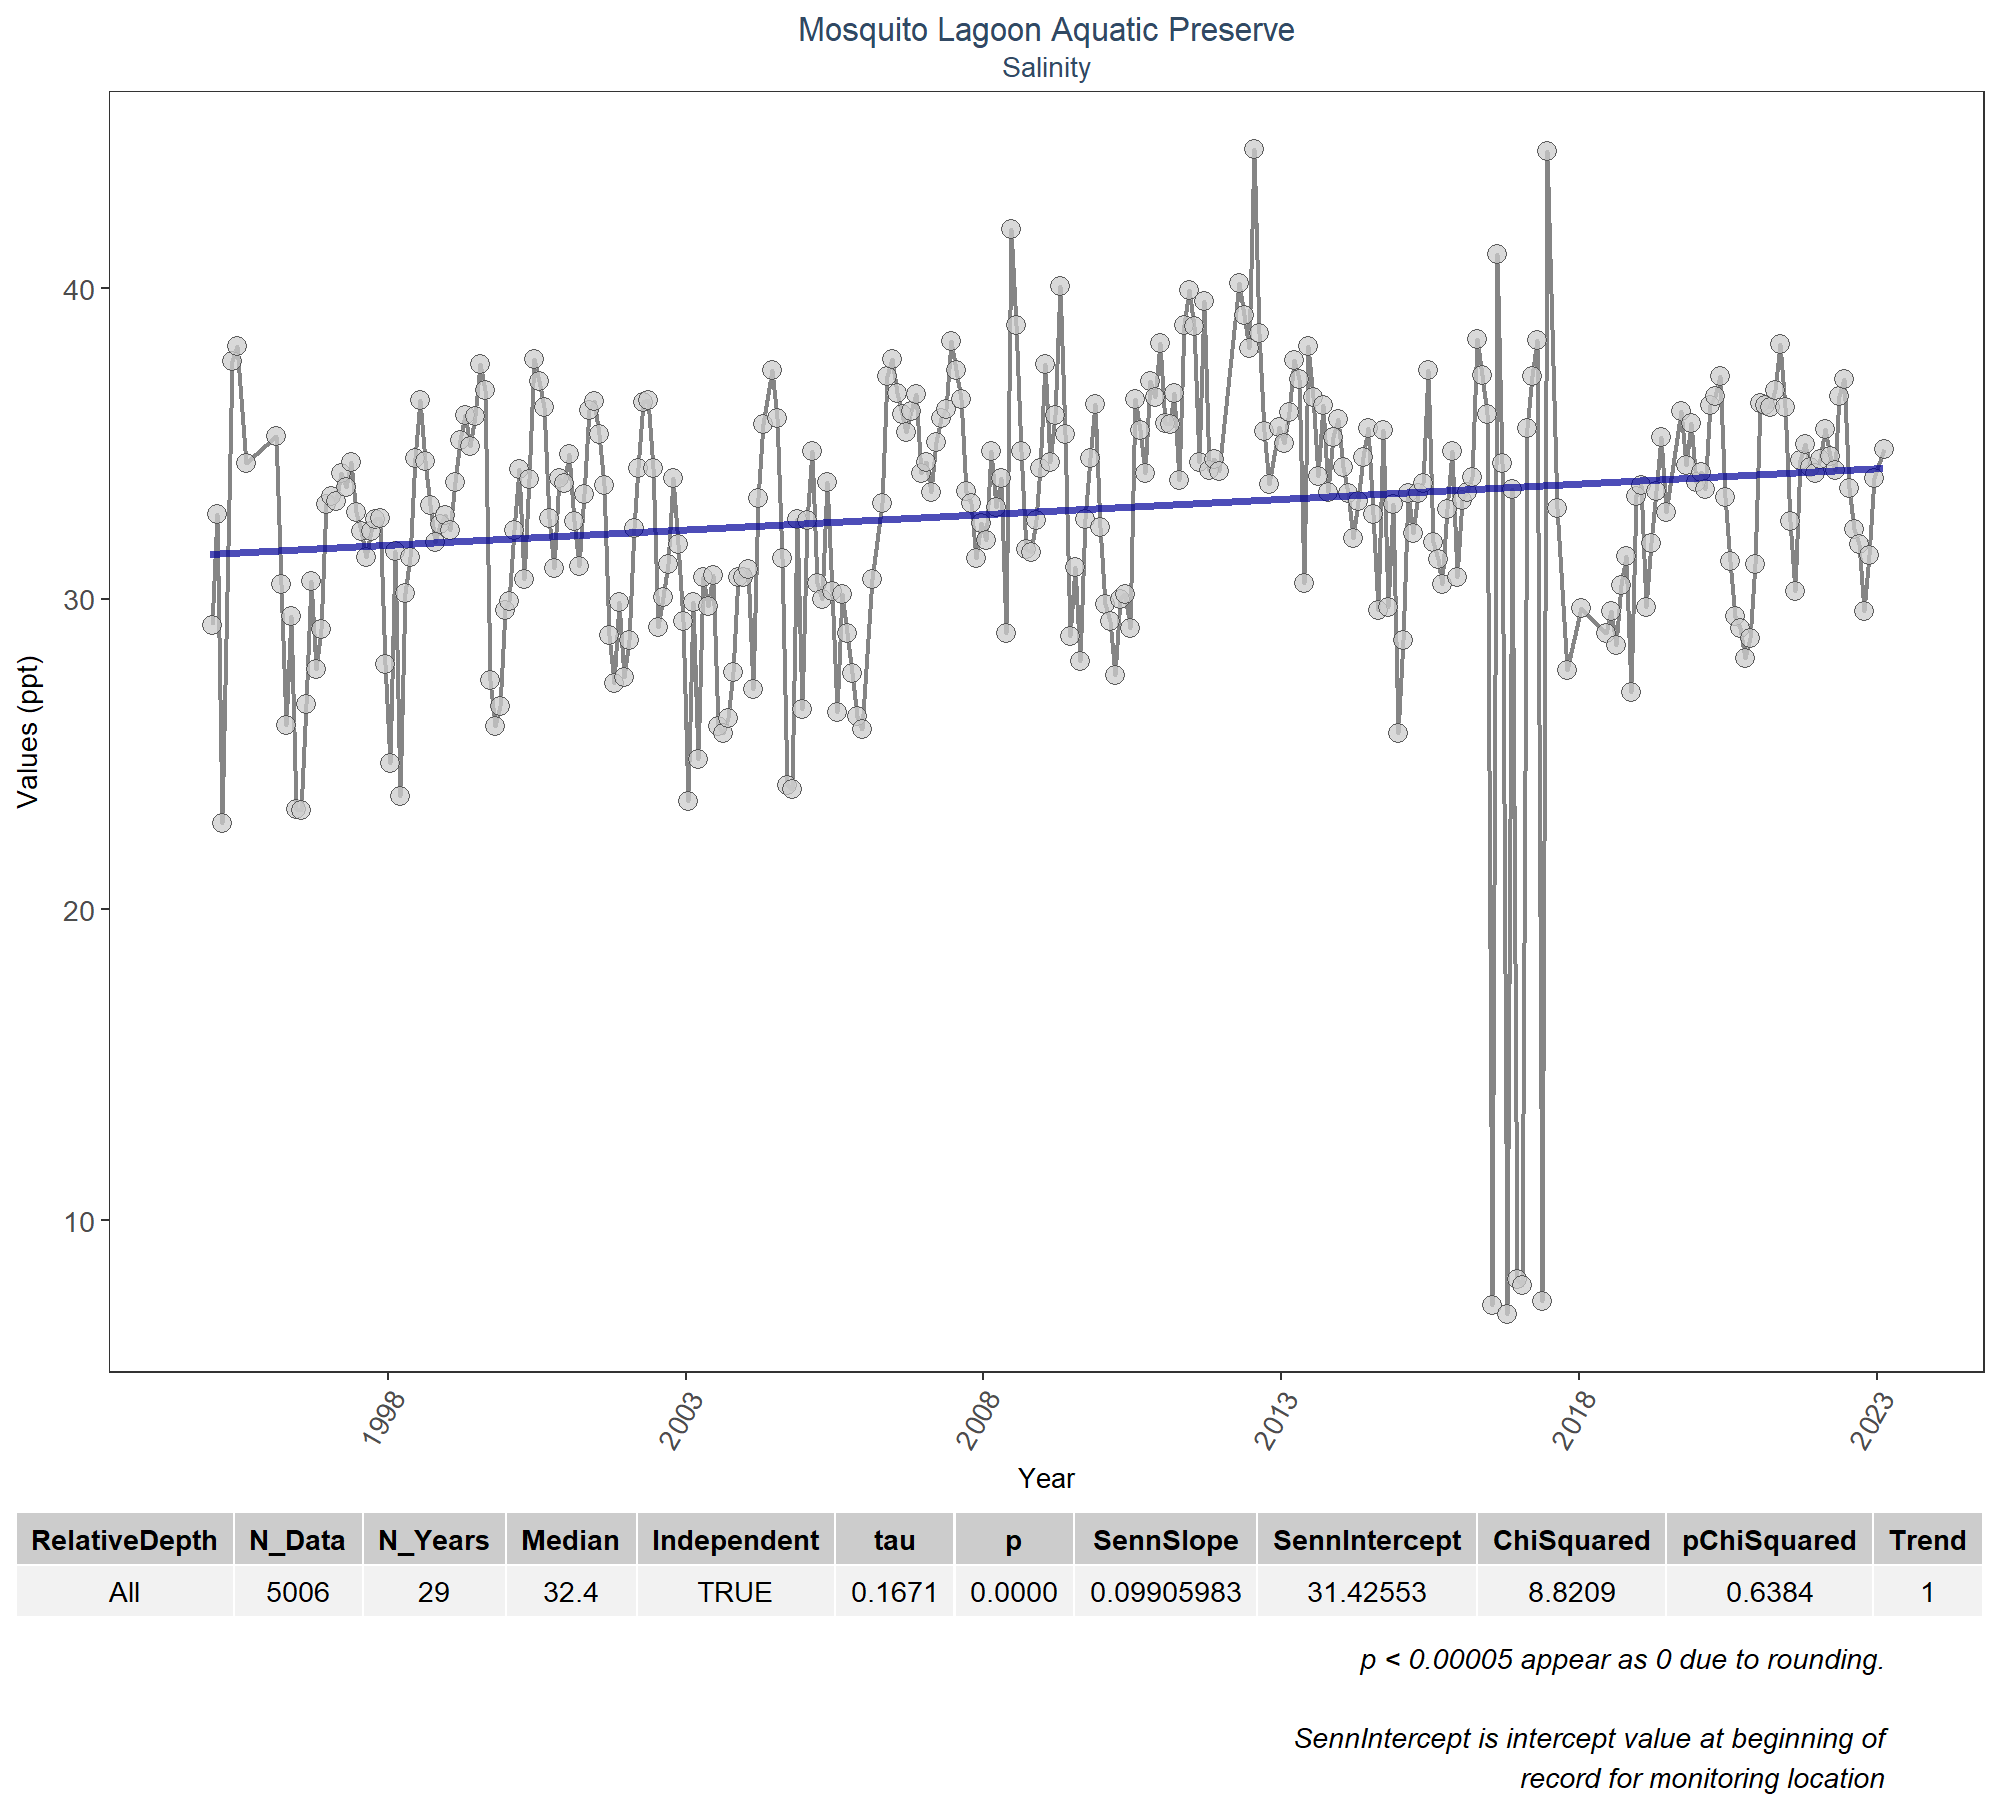 Mosquito Lagoon Aquatic Preserve
Salinity
Values (ppt)
40
30
20
10
1998 2003 2008 2013 2018 2023
Year
RelativeDepth N_Data N_Years Median Independent tau p SennSlope SennIntercept ChiSquared pChiSquared Trend
All 5006 29 32.4 TRUE 0.1671 0.0000 0.09905983 31.42553 8.8209 0.6384 1
p < 0.00005 appear as 0 due to rounding.
SennIntercept is intercept value at beginning of
record for monitoring location